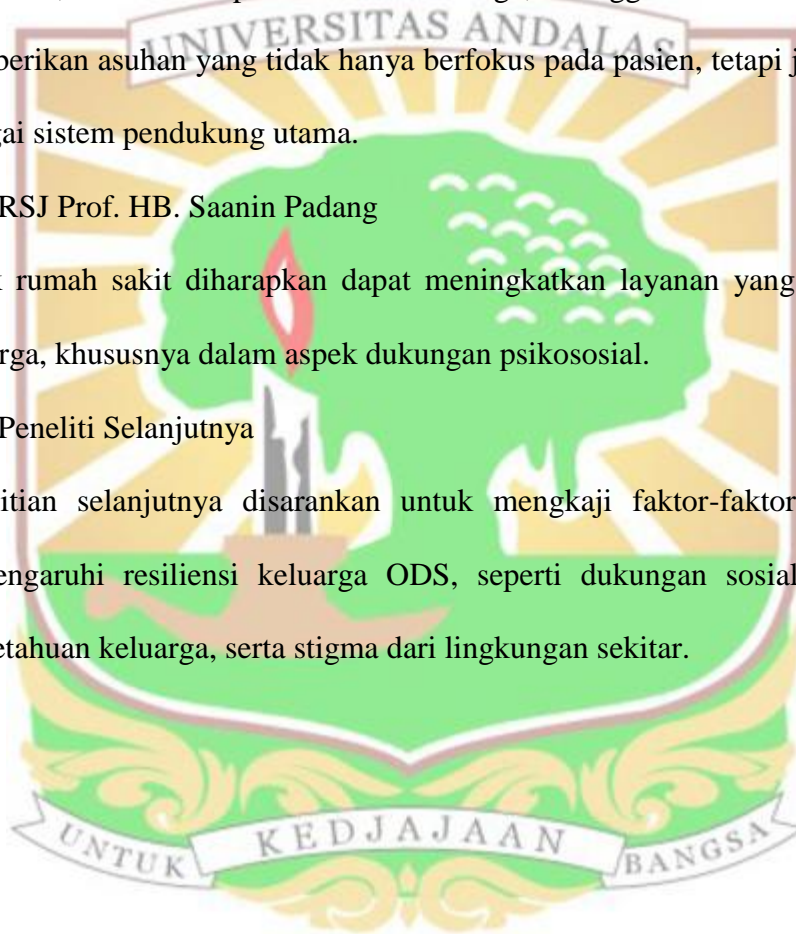 UNIVERSITAS ANDALAS
berikan asuhan yang tidak hanya berfokus pada pasien, tetapi j
gai sistem pendukung utama.
RSJ Prof. HB. Saanin Padang
k rumah sakit diharapkan dapat meningkatkan layanan yang
rga, khususnya dalam aspek dukungan psikososial.
Peneliti Selanjutnya
itian selanjutnya disarankan untuk mengkaji faktor-faktor
engaruhi resiliensi keluarga ODS, seperti dukungan sosial
etahuan keluarga, serta stigma dari lingkungan sekitar.
UNTUK KEDJAJAAN BANGSA